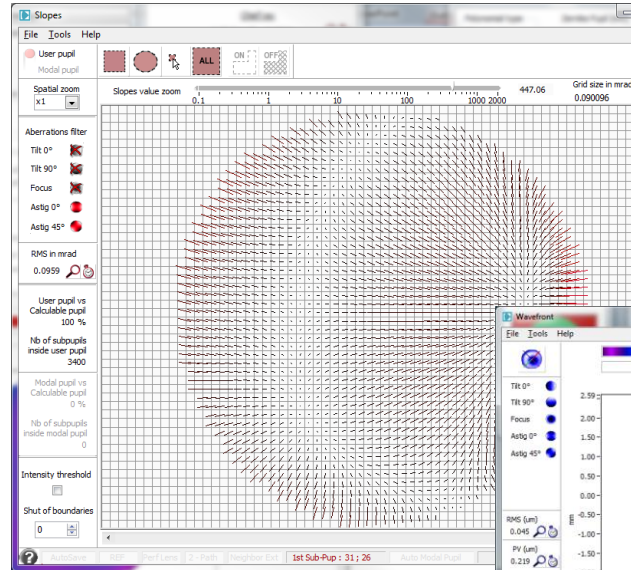 Slopes
File Tools Help
User pupil
Modal pupil
ALL
ON
OFF
Spatial zoom
x1
Slopes value zoom
0.1 1 10 100 1000 2000
447.06
Grid size in mrad
0.090096
Aberrations filter
Tilt 0°
Tilt 90°
Focus
Astig 0°
Astig 45°
RMS in mrad
0.0959
User pupil vs
Calculable pupil
100 %
Nb of subpupils
inside user pupil
3400
Modal pupil vs
Calculable pupil
0 %
Nb of subpupils
inside modal pupil
0
Intensity threshold
Shut of boundaries
0
AutoSave REF Perf Lens 2 - Path Neighbor Ext 1st Sub-Pup : 31 ; 26 Auto Modal Pupil
Wavefront
File Tools Help
Tilt 0°
Tilt 90°
Focus
Astig 0°
Astig 45°
2.59
2.00
1.50
1.00
0.50
0.00
-0.50
-1.00
-1.50
mm
RMS (um)
0.045
PV (um)
0.219